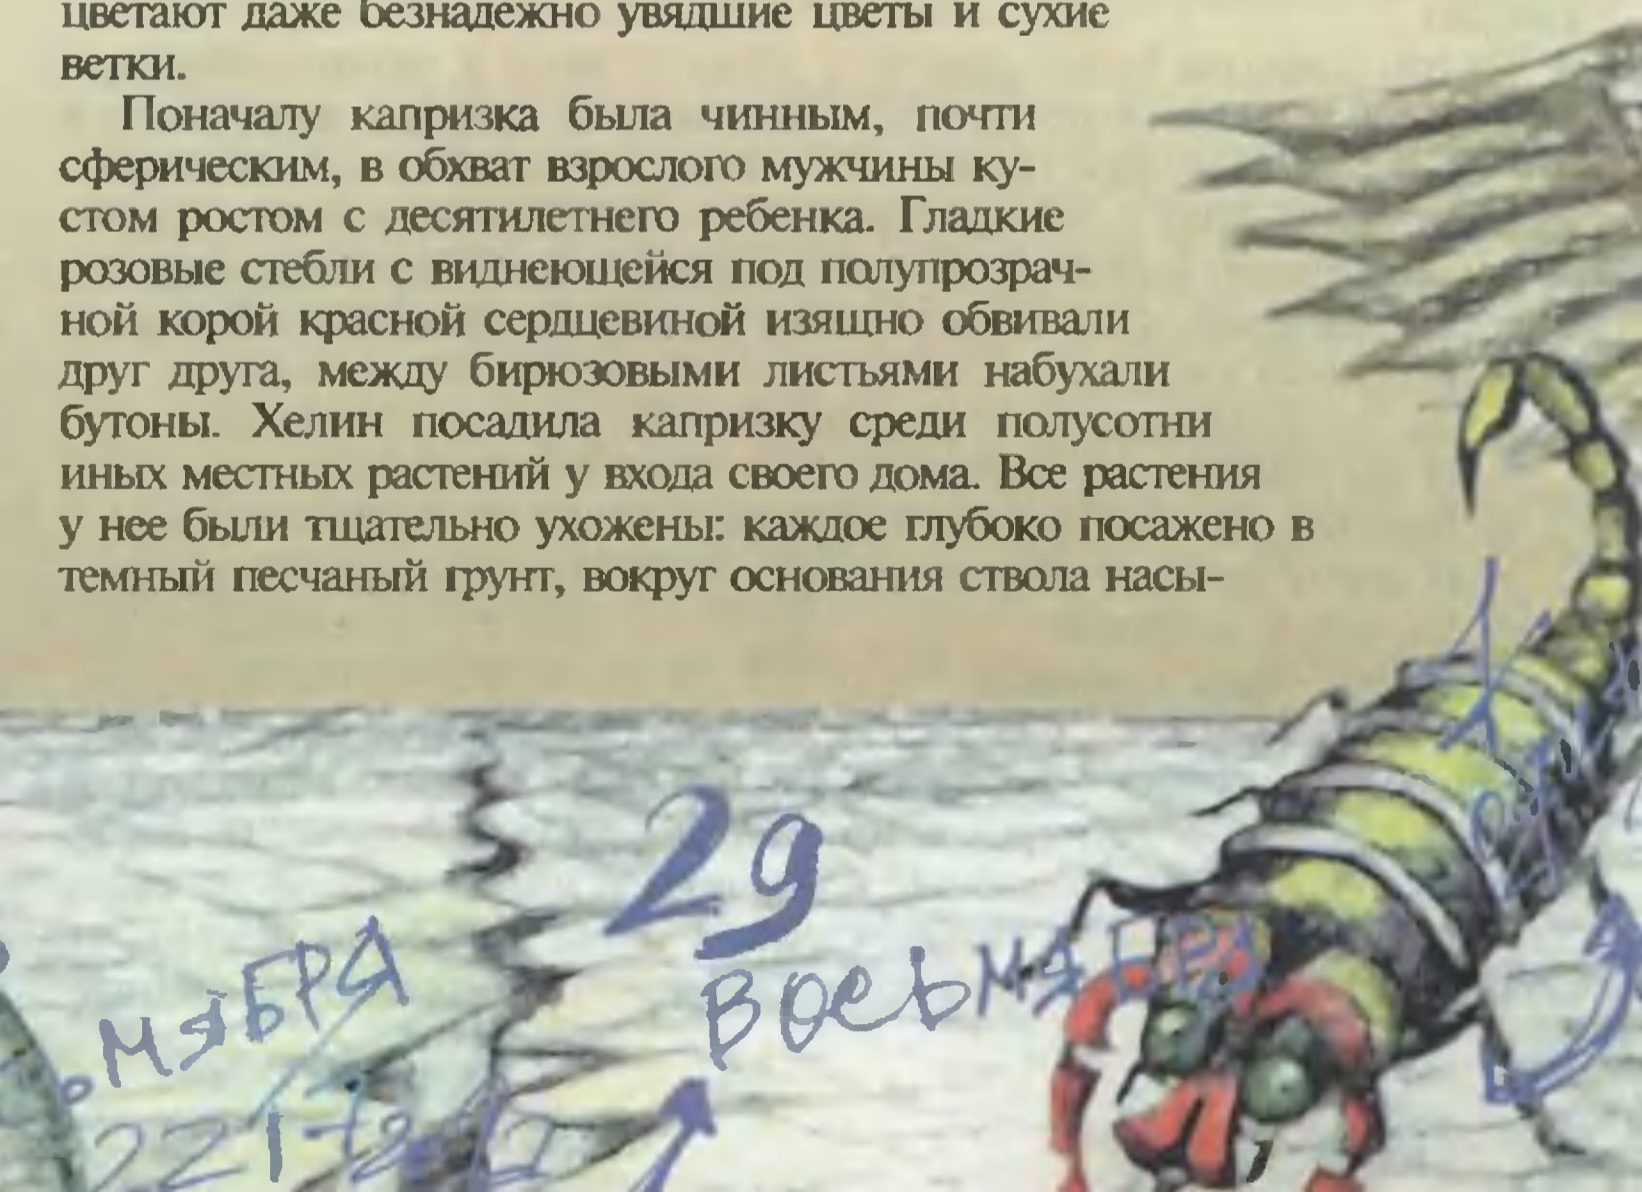 цветают даже безнадежно увядшие цветы и сухие
ветки.
Поначалу капризка была чинным, почти
сферическим, в обхват взрослого мужчины ку-
стом ростом с десятилетнего ребенка. Гладкие
розовые стебли с виднеющейся под полупрозрач-
ной корой красной сердцевиной изящно обвивали
друг друга, между бирюзовыми листьями набухали
бутоны. Хелин посадила капризку среди полусотни
иных местных растений у входа своего дома. Все растения
у нее были тщательно ухожены: каждое глубоко посажено в
темный песчаный грунт, вокруг основания ствола насы-
29
восьмября
мября